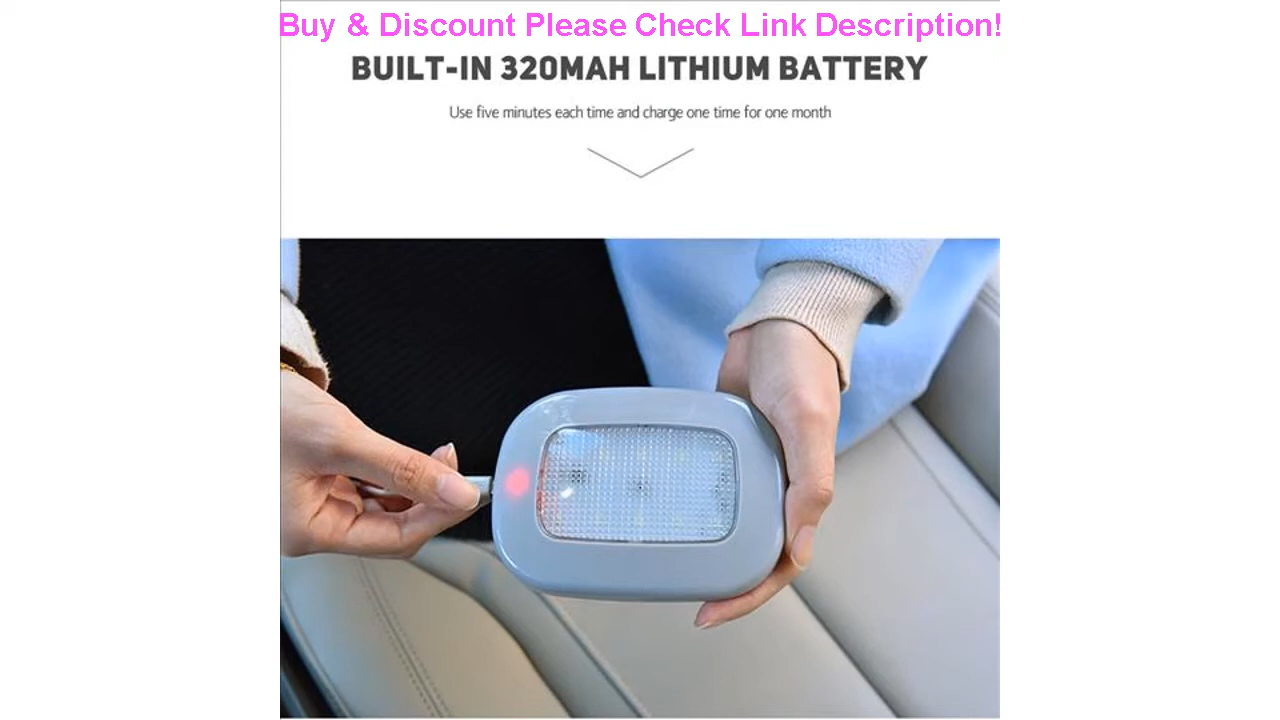 Buy & Discount Please Check Link Description!
BUILT-IN 320MAH LITHIUM BATTERY
Use five minutes each time and charge one time for one month